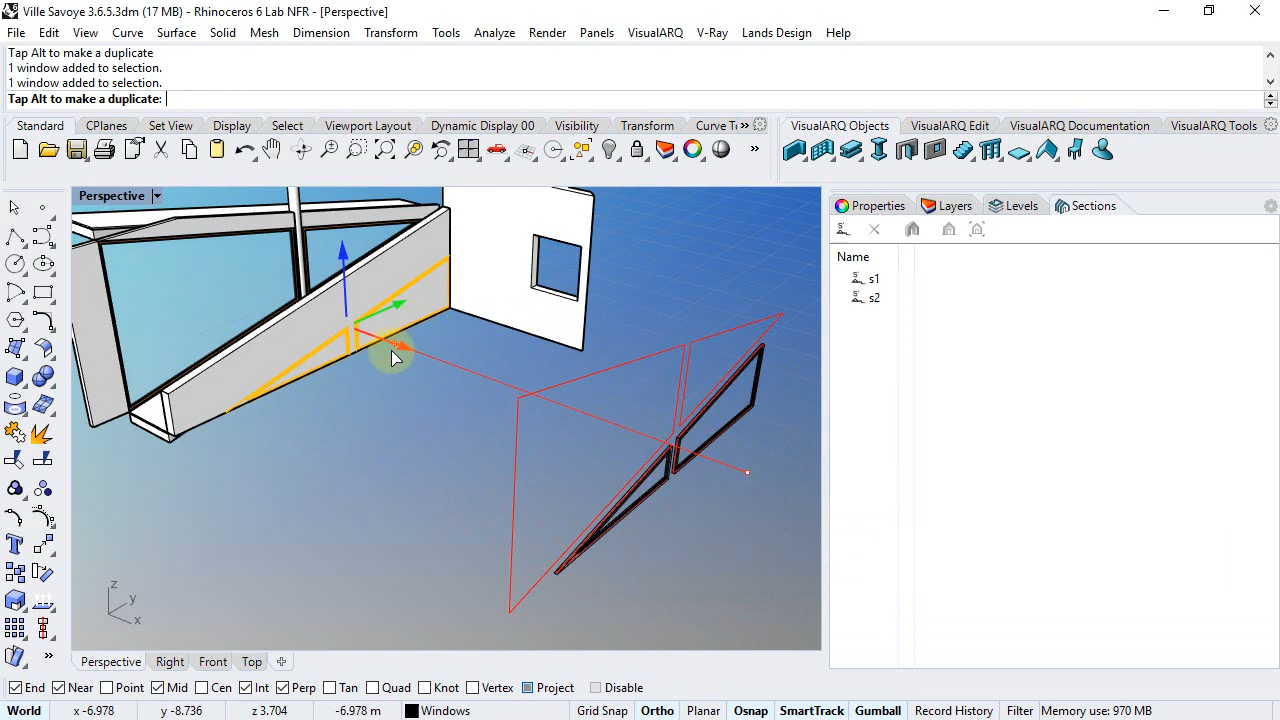 Ville Savoye 3.6.5.3dm (17 MB) - Rhinoceros 6 Lab NFR - [Perspective]
File Edit View Curve Surface Solid Mesh Dimension Transform Tools Analyze Render Panels VisualARQ V-Ray Lands Design Help
Tap Alt to make a duplicate
1 window added to selection.
1 window added to selection.
Tap Alt to make a duplicate:
Standard CPlanes Set View Display Select Viewport Layout Dynamic Display 00 Visibility Transform Curve To » VisualARQ Objects VisualARQ Edit VisualARQ Documentation VisualARQ Tools
Perspective
Properties Layers Levels Sections
Name
s1
s2
z
y
x
Perspective Right Front Top
End Near Point Mid Cen Int Perp Tan Quad Knot Vertex Project Disable
World x -6.978 y -8.736 z 3.704 -6.978 m Windows Grid Snap Ortho Planar Osnap SmartTrack Gumball Record History Filter Memory use: 970 MB